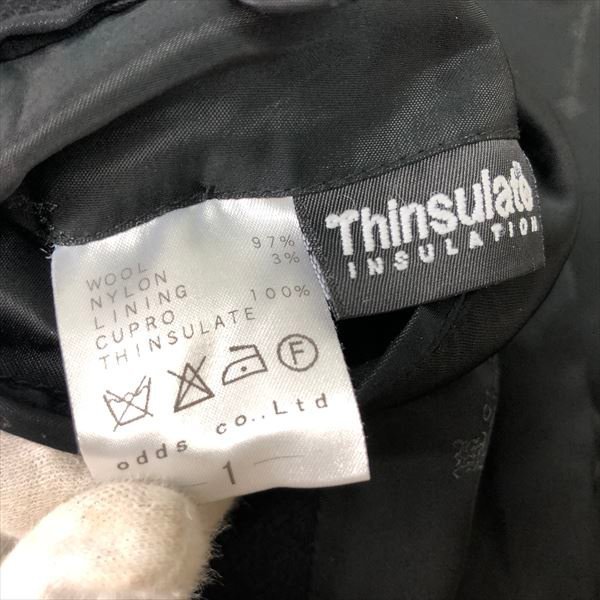 WOOL 97%
NYLON 3%
LINING
CUPRO 100%
THINSULATE
F
odds co.,Ltd
1
Thinsulate
INSULATION